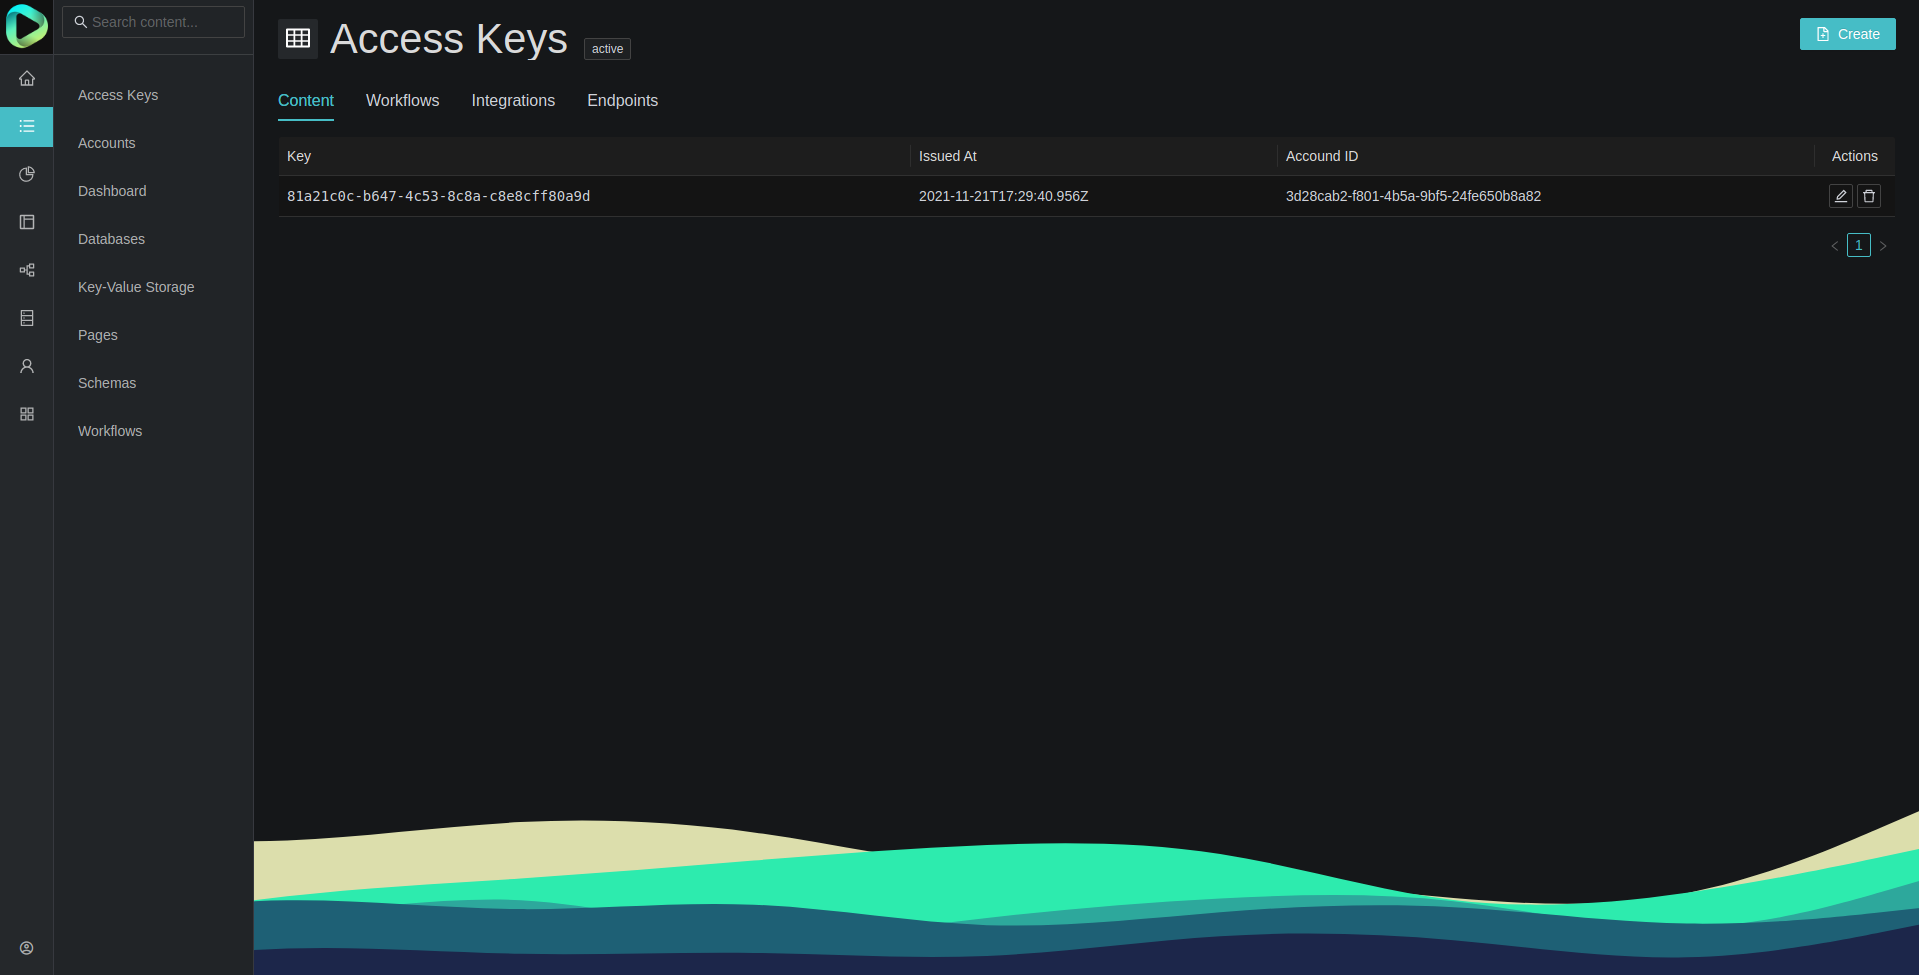 Search content...
Access Keys
Accounts
Dashboard
Databases
Key-Value Storage
Pages
Schemas
Workflows
Access Keys active
Create
Content Workflows Integrations Endpoints
Key Issued At Accound ID Actions
81a21c0c-b647-4c53-8c8a-c8e8cff80a9d 2021-11-21T17:29:40.956Z 3d28cab2-f801-4b5a-9bf5-24fe650b8a82
1